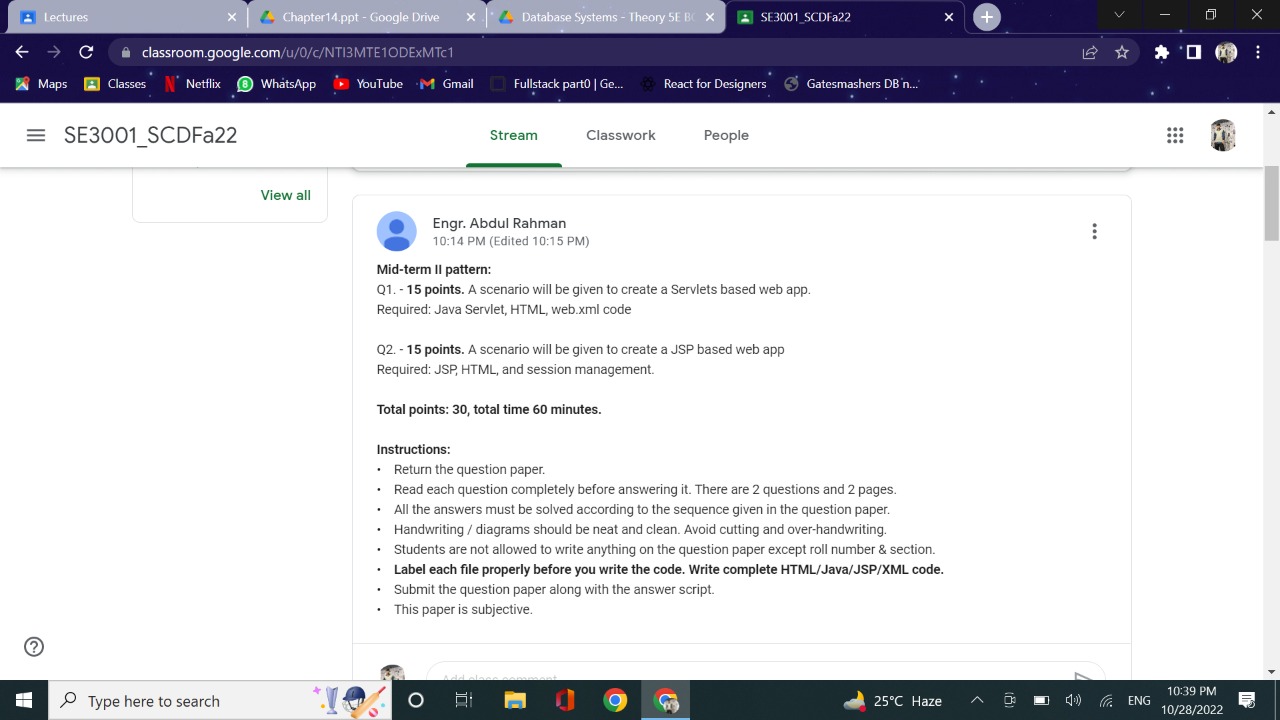 Lectures
Chapter14.ppt - Google Drive
Database Systems - Theory 5E BC
SE3001_SCDFa22
classroom.google.com/u/0/c/NTI3MTE1ODExMTc1
Maps
Classes
Netflix
WhatsApp
YouTube
Gmail
Fullstack part0 | Ge...
React for Designers
Gatesmashers DB n...
SE3001_SCDFa22
Stream
Classwork
People
View all
Engr. Abdul Rahman
10:14 PM (Edited 10:15 PM)
Mid-term II pattern:
Q1. - 15 points. A scenario will be given to create a Servlets based web app.
Required: Java Servlet, HTML, web.xml code
Q2. - 15 points. A scenario will be given to create a JSP based web app
Required: JSP, HTML, and session management.
Total points: 30, total time 60 minutes.
Instructions:
• Return the question paper.
• Read each question completely before answering it. There are 2 questions and 2 pages.
• All the answers must be solved according to the sequence given in the question paper.
• Handwriting / diagrams should be neat and clean. Avoid cutting and over-handwriting.
• Students are not allowed to write anything on the question paper except roll number & section.
• Label each file properly before you write the code. Write complete HTML/Java/JSP/XML code.
• Submit the question paper along with the answer script.
• This paper is subjective.
Add class comment
Type here to search
25°C Haze
ENG
10:39 PM
10/28/2022